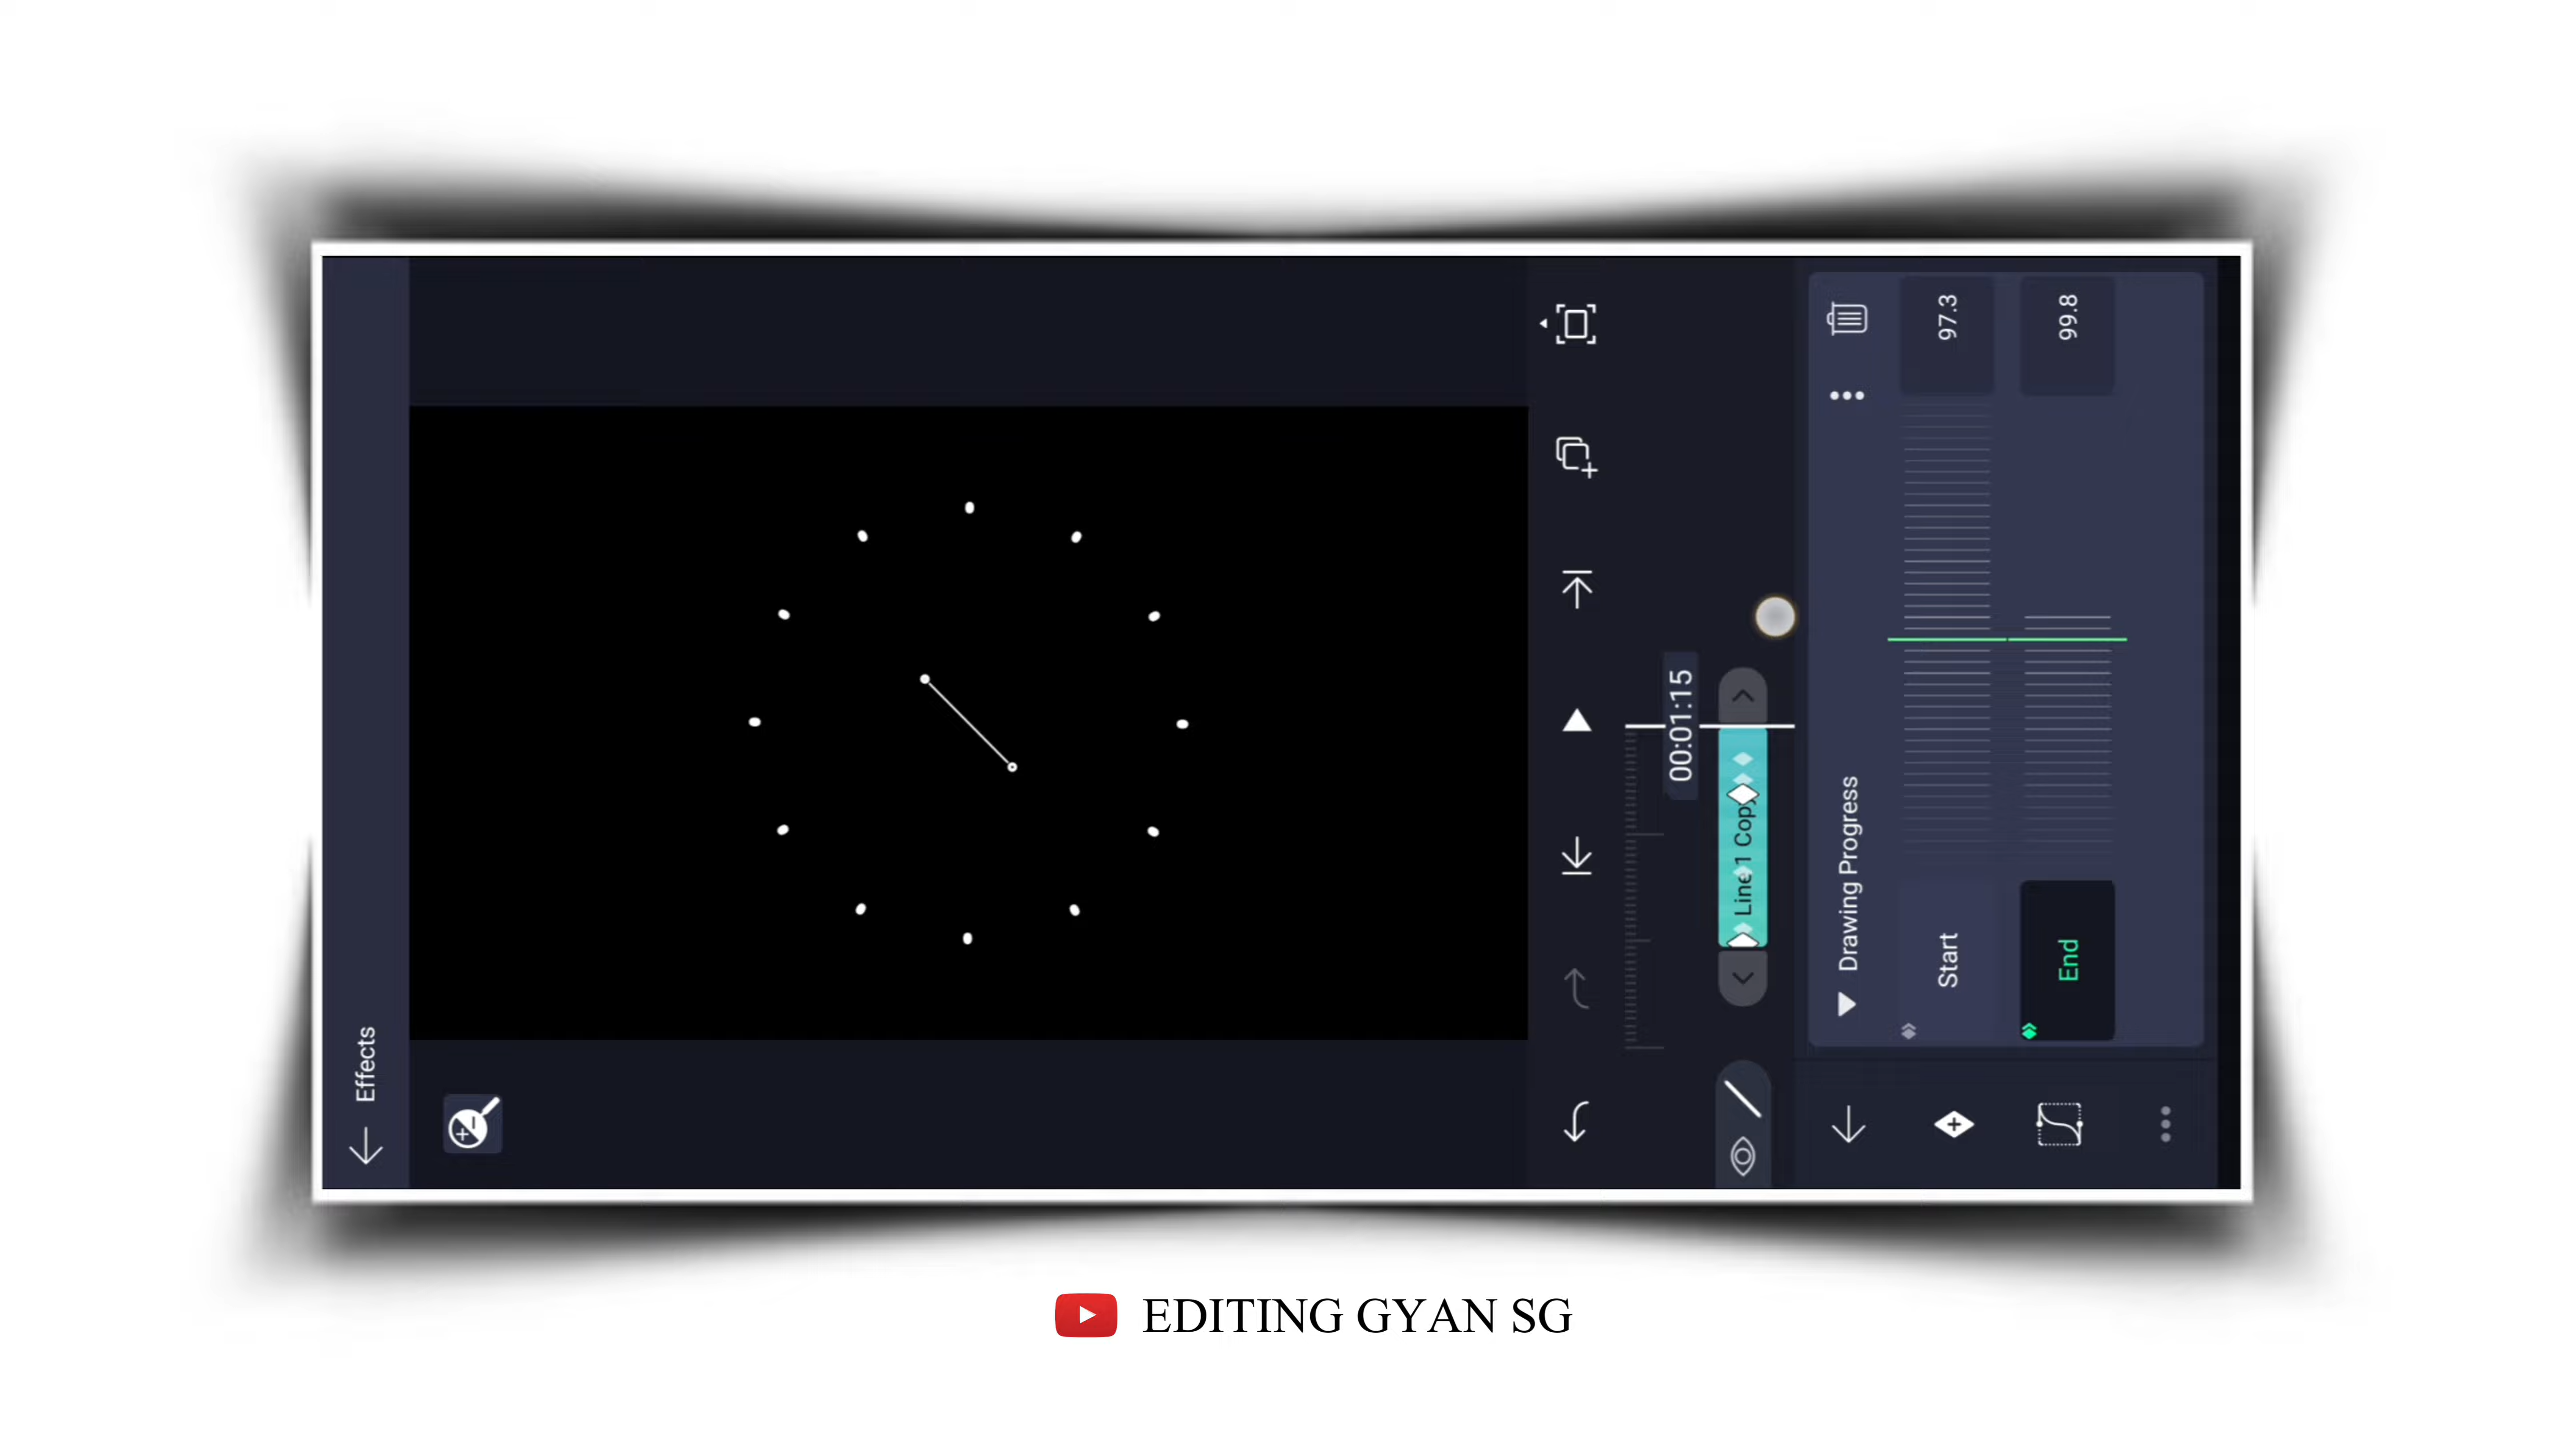 Effects
00:01:15
Line 1 Copy
Drawing Progress
Start
97.3
End
99.8
EDITING GYAN SG